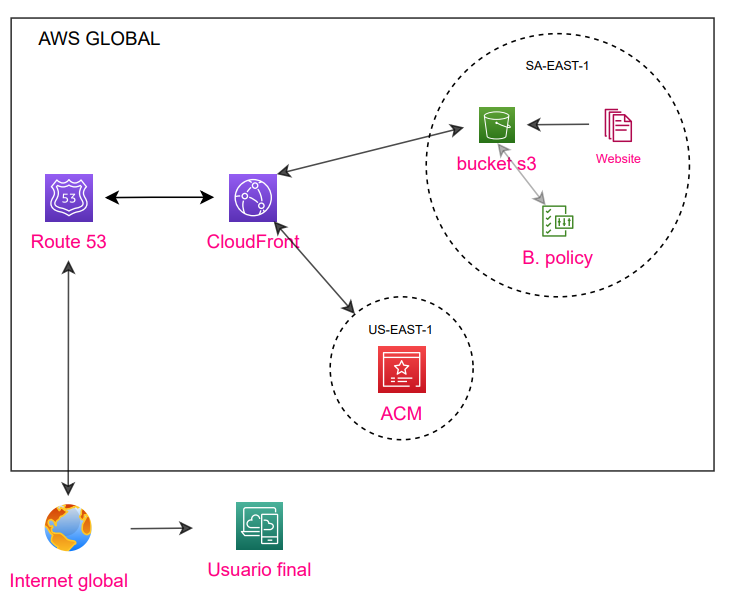 AWS GLOBAL
SA-EAST-1
bucket s3
Website
53
Route 53
CloudFront
B. policy
US-EAST-1
ACM
Internet global
Usuario final